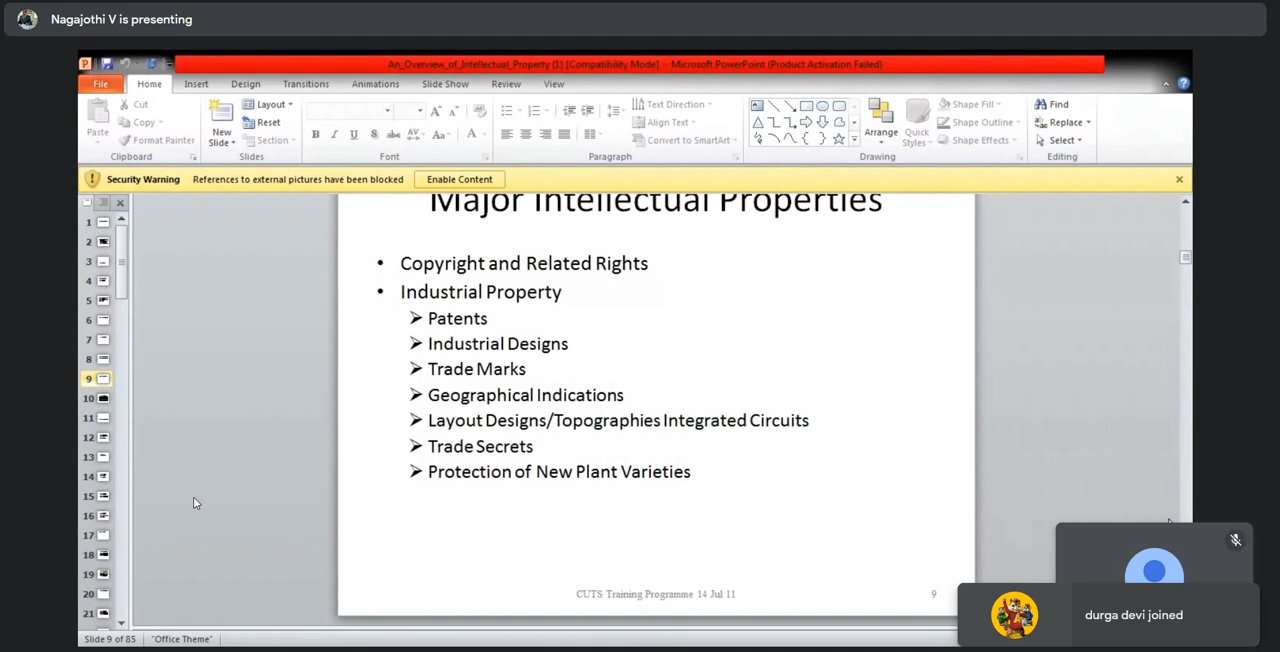 Nagajothi V is presenting
An_Overview_of_Intellectual_Property (1) [Compatibility Mode] - Microsoft PowerPoint (Product Activation Failed)
File Home Insert Design Transitions Animations Slide Show Review View
Cut Layout Text Direction Shape Fill Find
Copy Reset Align Text Shape Outline Replace
Paste Format Painter New Slide Section Convert to SmartArt Arrange Quick Styles Shape Effects Select
Clipboard Slides Font Paragraph Drawing Editing
Security Warning References to external pictures have been blocked Enable Content
Major Intellectual Properties
• Copyright and Related Rights
• Industrial Property
➢ Patents
➢ Industrial Designs
➢ Trade Marks
➢ Geographical Indications
➢ Layout Designs/Topographies Integrated Circuits
➢ Trade Secrets
➢ Protection of New Plant Varieties
CUTS Training Programme 14 Jul 11 9
1
2
3
4
5
6
7
8
9
10
11
12
13
14
15
16
17
18
19
20
21
durga devi joined
Slide 9 of 85 "Office Theme"